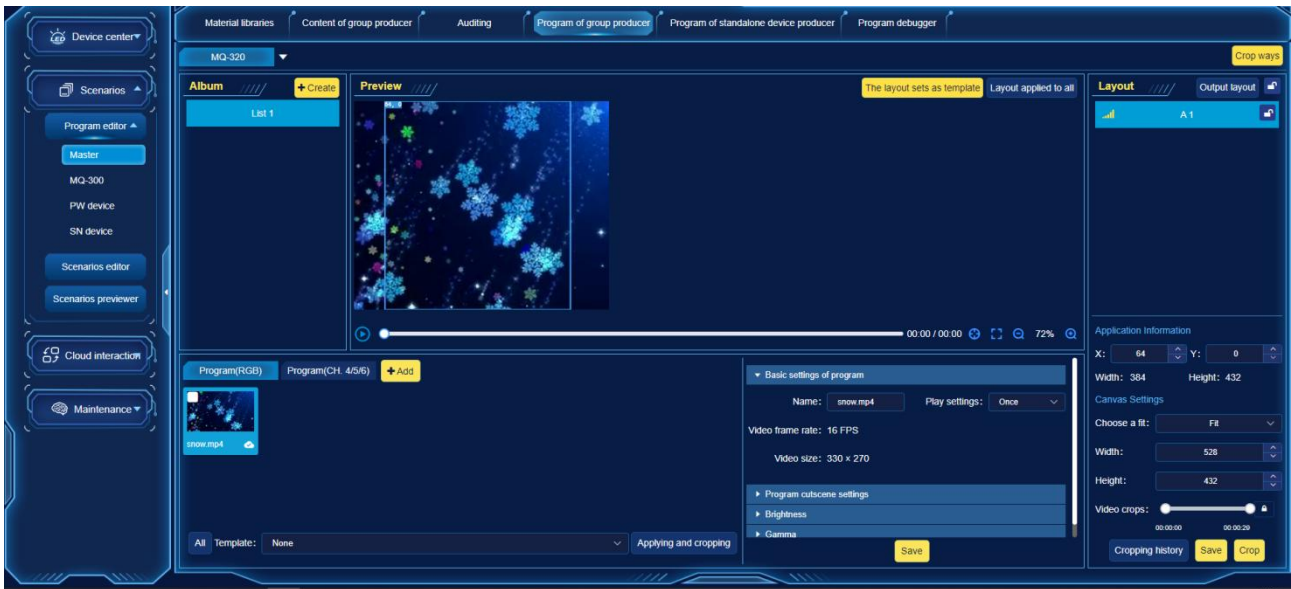 LED Device center
Scenarios
Program editor
Master
MQ-300
PW device
SN device
Scenarios editor
Scenarios previewer
Cloud interaction
Maintenance
Material libraries Content of group producer Auditing Program of group producer Program of standalone device producer Program debugger
MQ-320
Crop ways
Album + Create
List 1
Preview The layout sets as template Layout applied to all
00:00 / 00:00 72%
Program(RGB) Program(CH. 4/5/6) + Add
snow.mp4
All Template: None Applying and cropping
Basic settings of program
Name: snow.mp4 Play settings: Once
Video frame rate: 16 FPS
Video size: 330 × 270
Program cutscene settings
Brightness
Gamma
Save
Layout Output layout
A 1
Application Information
X: 64 Y: 0
Width: 384 Height: 432
Canvas Settings
Choose a fit: Fit
Width: 528
Height: 432
Video crops:
00:00:00 00:00:29
Cropping history Save Crop